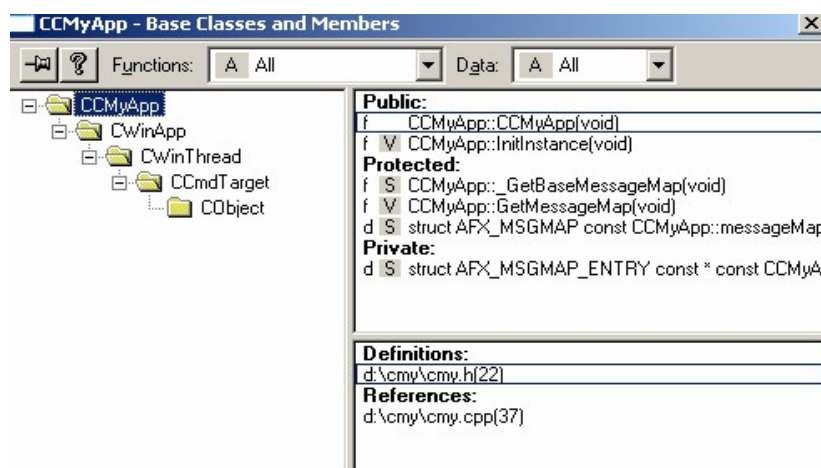 CCMyApp - Base Classes and Members
Functions: A All Data: A All
CCMyApp
CWinApp
CWinThread
CCmdTarget
CObject
Public:
f CCMyApp::CCMyApp(void)
f V CCMyApp::InitInstance(void)
Protected:
f S CCMyApp::_GetBaseMessageMap(void)
f V CCMyApp::GetMessageMap(void)
d S struct AFX_MSGMAP const CCMyApp::messageMap
Private:
d S struct AFX_MSGMAP_ENTRY const * const CCMyA
Definitions:
d:\cmy\cmy.h(22)
References:
d:\cmy\cmy.cpp(37)